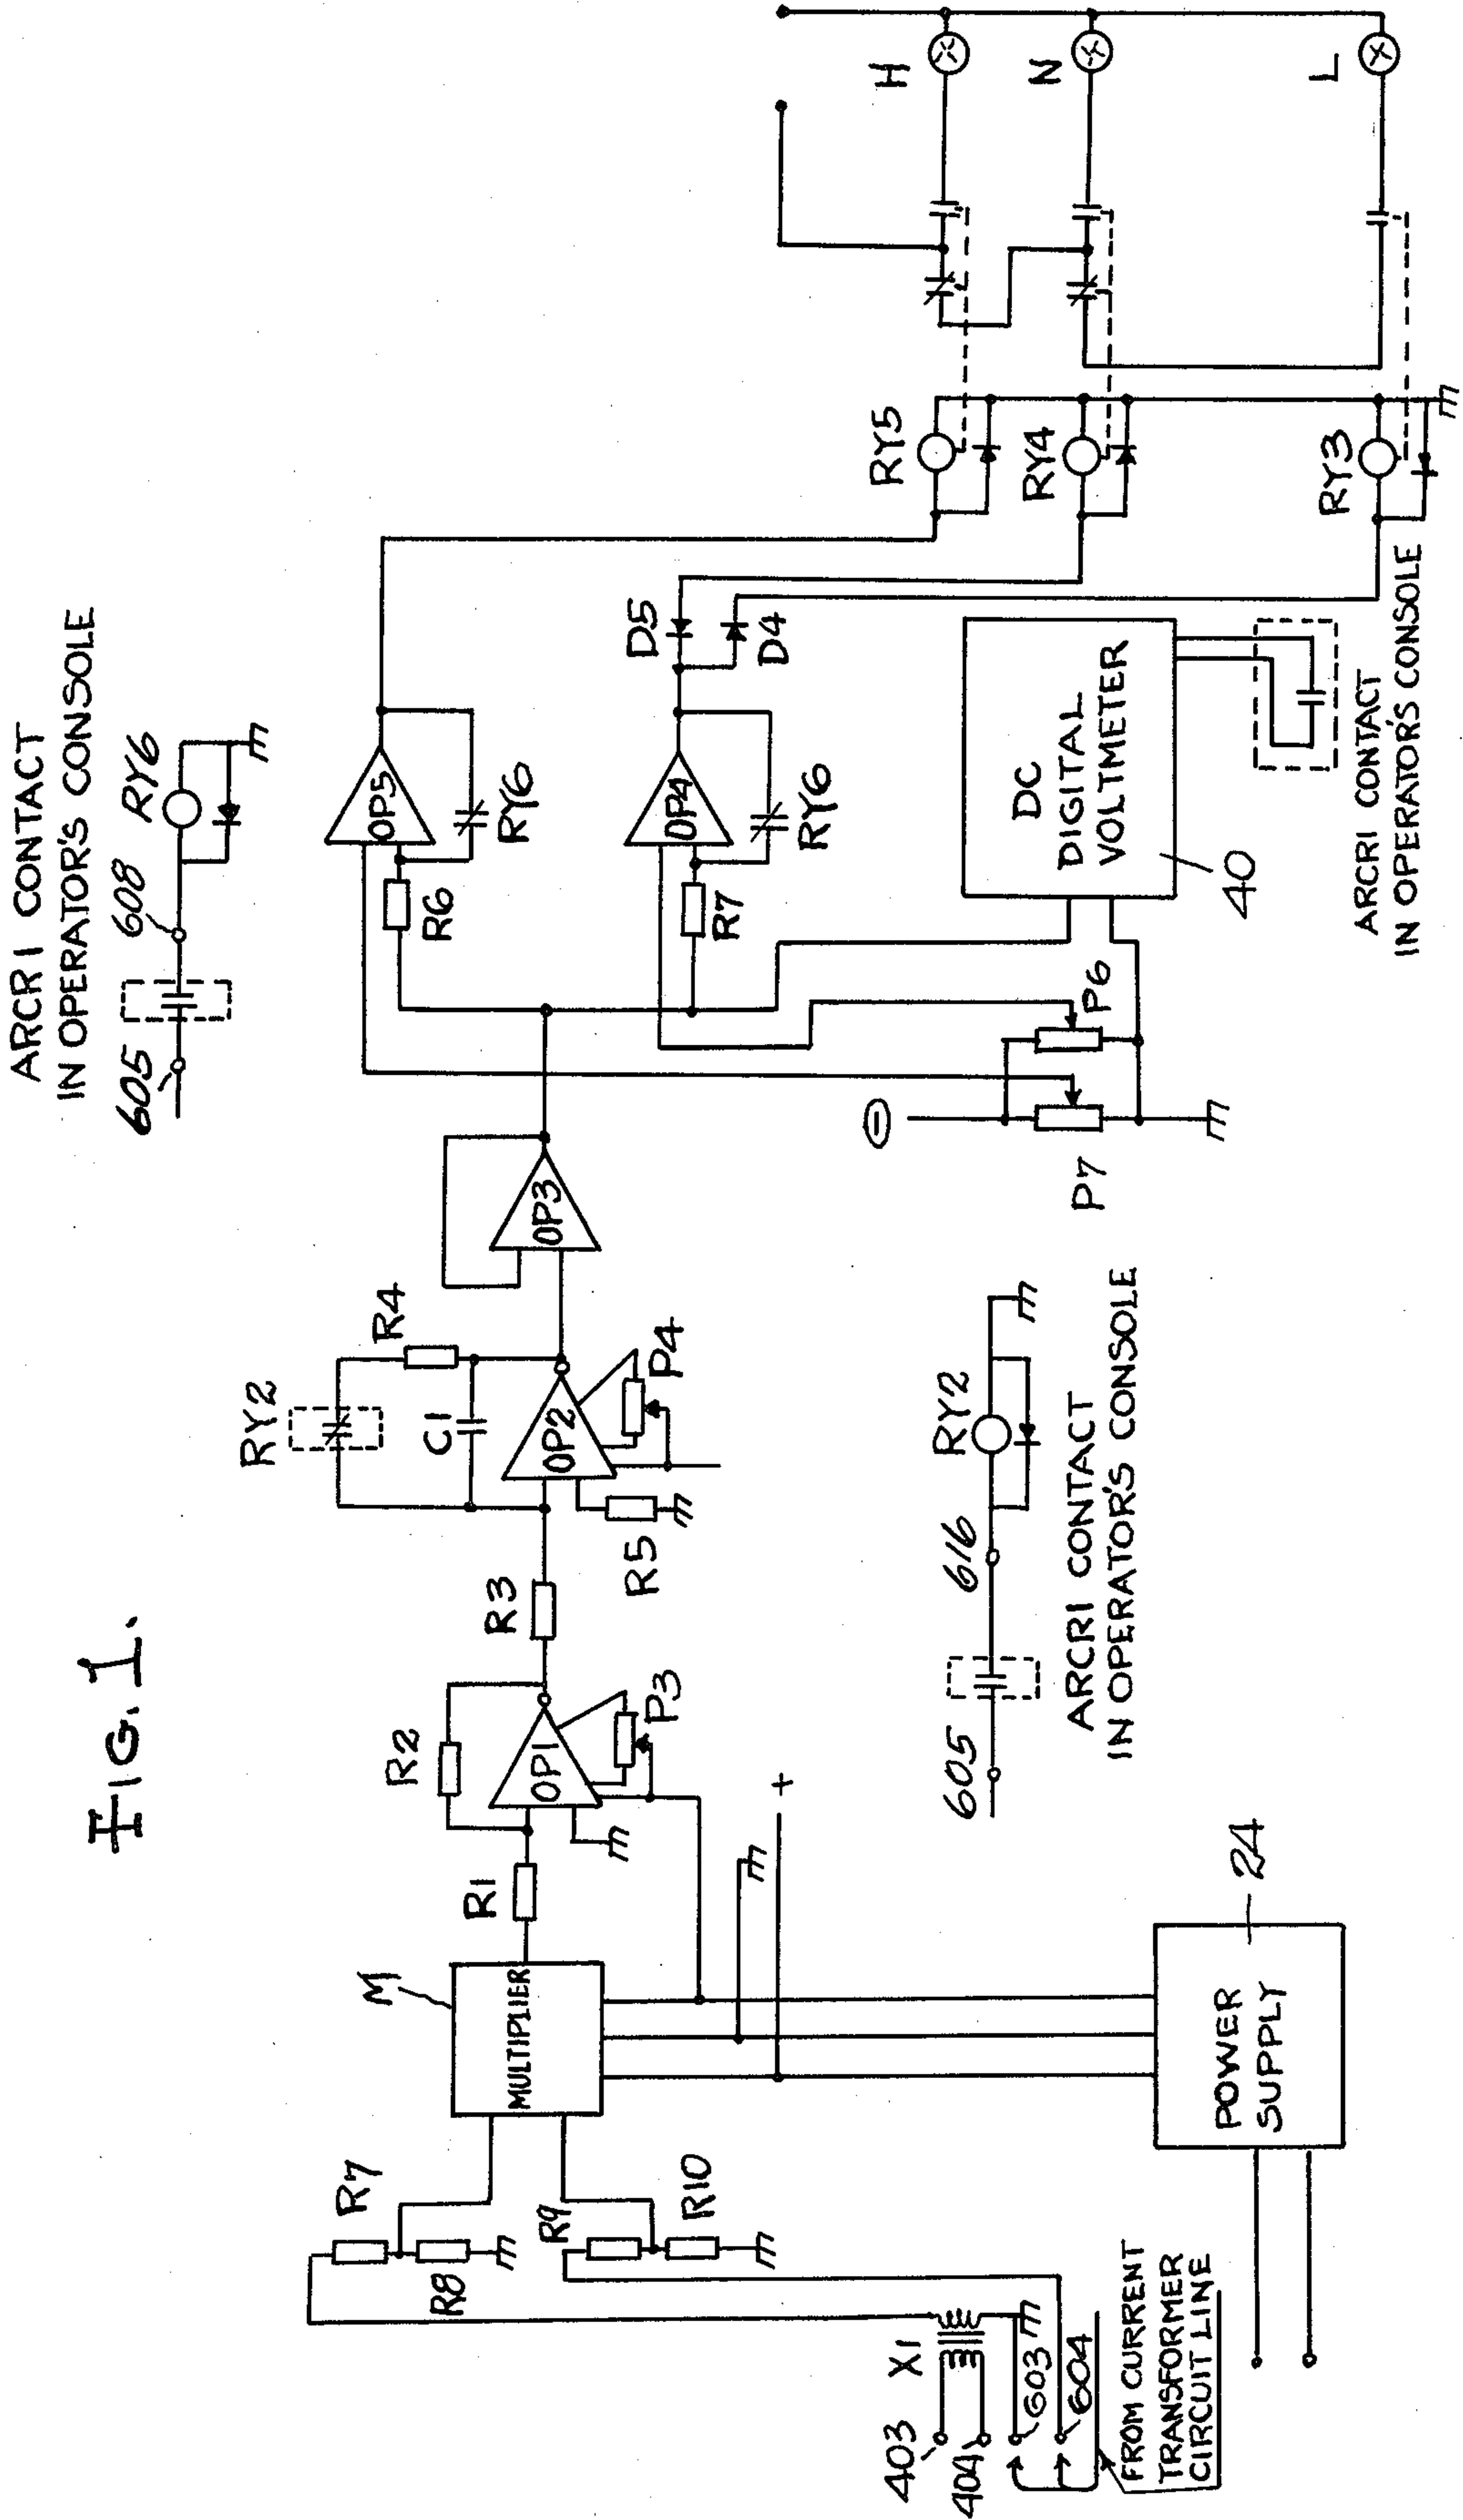 FIG. 1.
ARCRI CONTACT
IN OPERATOR'S CONSOLE
605
608
RY6
RY2
R4
C1
OP2
P4
R5
R3
R2
OP1
P3
R1
M
MULTIPLIER
R7
R8
R9
R10
X1
403
404
603
604
FROM CURRENT
TRANSFORMER
CIRCUIT LINE
POWER
SUPPLY
24
+
605
616
RY2
ARCRI CONTACT
IN OPERATOR'S CONSOLE
OP3
OP5
R6
RY6
OP4
R7
RY6
D5
D4
P6
P7
−
DC
DIGITAL
VOLTMETER
40
ARCRI CONTACT
IN OPERATOR'S CONSOLE
RY5
RY4
RY3
H
N
L